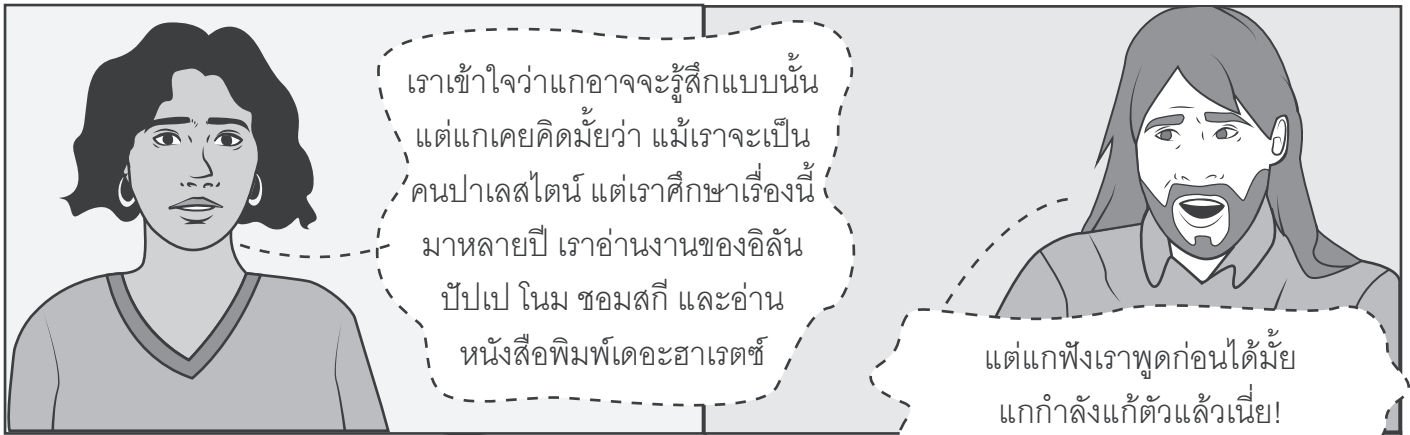 เราเข้าใจว่าแกอาจจะรู้สึกแบบนั้น
แต่แกเคยคิดมั้ยว่า แม้เราจะเป็น
คนปาเลสไตน์ แต่เราศึกษาเรื่องนี้
มาหลายปี เราอ่านงานของอิลัน
ปัปเป โนม ชอมสกี และอ่าน
หนังสือพิมพ์เดอะฮาเรตซ์
แต่แกฟังเราพูดก่อนได้มั้ย
แกกำลังแก้ตัวแล้วเนี่ย!